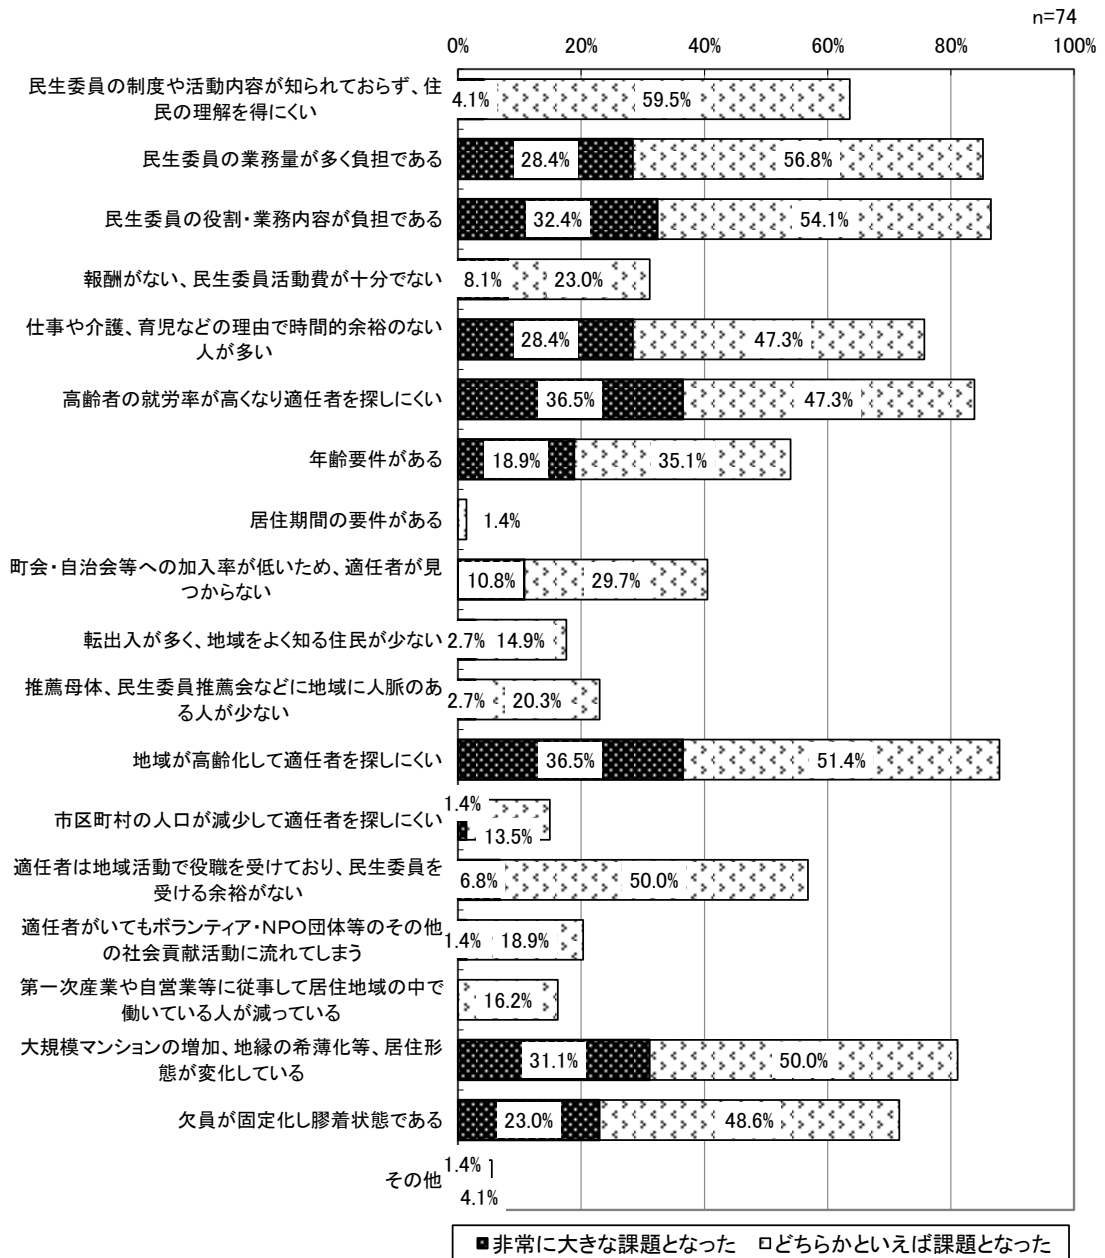 n=74
0% 20% 40% 60% 80% 100%
民生委員の制度や活動内容が知られておらず、住
民の理解を得にくい
4.1% 59.5%
民生委員の業務量が多く負担である
28.4% 56.8%
民生委員の役割・業務内容が負担である
32.4% 54.1%
報酬がない、民生委員活動費が十分でない
8.1% 23.0%
仕事や介護、育児などの理由で時間的余裕のない
人が多い
28.4% 47.3%
高齢者の就労率が高くなり適任者を探しにくい
36.5% 47.3%
年齢要件がある
18.9% 35.1%
居住期間の要件がある
1.4%
町会・自治会等への加入率が低いため、適任者が見
つからない
10.8% 29.7%
転出入が多く、地域をよく知る住民が少ない
2.7% 14.9%
推薦母体、民生委員推薦会などに地域に人脈のあ
る人が少ない
2.7% 20.3%
地域が高齢化して適任者を探しにくい
36.5% 51.4%
市区町村の人口が減少して適任者を探しにくい
1.4%
13.5%
適任者は地域活動で役職を受けており、民生委員を
受ける余裕がない
6.8% 50.0%
適任者がいてもボランティア・NPO団体等のその他
の社会貢献活動に流れてしまう
1.4% 18.9%
第一次産業や自営業等に従事して居住地域の中で
働いている人が減っている
16.2%
大規模マンションの増加、地縁の希薄化等、居住形
態が変化している
31.1% 50.0%
欠員が固定化し膠着状態である
23.0% 48.6%
その他
1.4%
4.1%
非常に大きな課題となった どちらかといえば課題となった